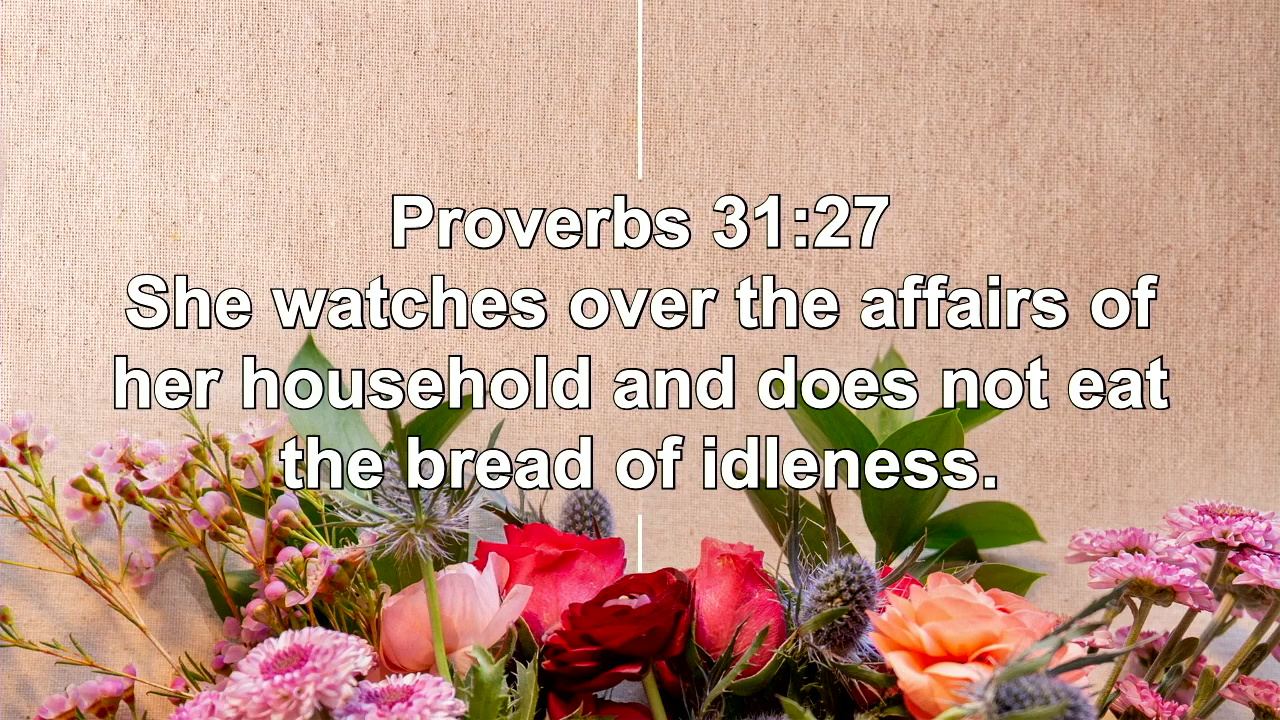 Proverbs 31:27
She watches over the affairs of
her household and does not eat
the bread of idleness.